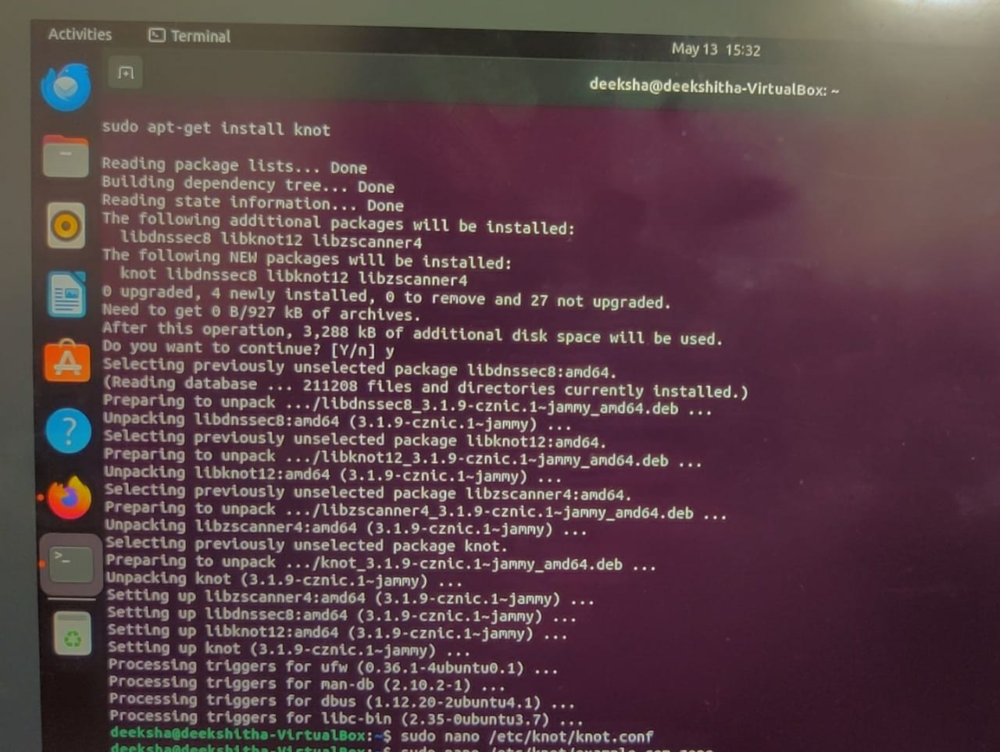 Activities Terminal
May 13 15:32
deeksha@deekshitha-VirtualBox: ~
sudo apt-get install knot
Reading package lists... Done
Building dependency tree... Done
Reading state information... Done
The following additional packages will be installed:
libdnssec8 libknot12 libzscanner4
The following NEW packages will be installed:
knot libdnssec8 libknot12 libzscanner4
0 upgraded, 4 newly installed, 0 to remove and 27 not upgraded.
Need to get 0 B/927 kB of archives.
After this operation, 3,288 kB of additional disk space will be used.
Do you want to continue? [Y/n] y
Selecting previously unselected package libdnssec8:amd64.
(Reading database ... 211208 files and directories currently installed.)
Preparing to unpack .../libdnssec8_3.1.9-cznic.1~jammy_amd64.deb ...
Unpacking libdnssec8:amd64 (3.1.9-cznic.1~jammy) ...
Selecting previously unselected package libknot12:amd64.
Preparing to unpack .../libknot12_3.1.9-cznic.1~jammy_amd64.deb ...
Unpacking libknot12:amd64 (3.1.9-cznic.1~jammy) ...
Selecting previously unselected package libzscanner4:amd64.
Preparing to unpack .../libzscanner4_3.1.9-cznic.1~jammy_amd64.deb ...
Unpacking libzscanner4:amd64 (3.1.9-cznic.1~jammy) ...
Selecting previously unselected package knot.
Preparing to unpack .../knot_3.1.9-cznic.1~jammy_amd64.deb ...
Unpacking knot (3.1.9-cznic.1~jammy) ...
Setting up libzscanner4:amd64 (3.1.9-cznic.1~jammy) ...
Setting up libdnssec8:amd64 (3.1.9-cznic.1~jammy) ...
Setting up libknot12:amd64 (3.1.9-cznic.1~jammy) ...
Setting up knot (3.1.9-cznic.1~jammy) ...
Processing triggers for ufw (0.36.1-4ubuntu0.1) ...
Processing triggers for man-db (2.10.2-1) ...
Processing triggers for dbus (1.12.20-2ubuntu4.1) ...
Processing triggers for libc-bin (2.35-0ubuntu3.7) ...
deeksha@deekshitha-VirtualBox:~$ sudo nano /etc/knot/knot.conf
deeksha@deekshitha-VirtualBox:~$ sudo nano